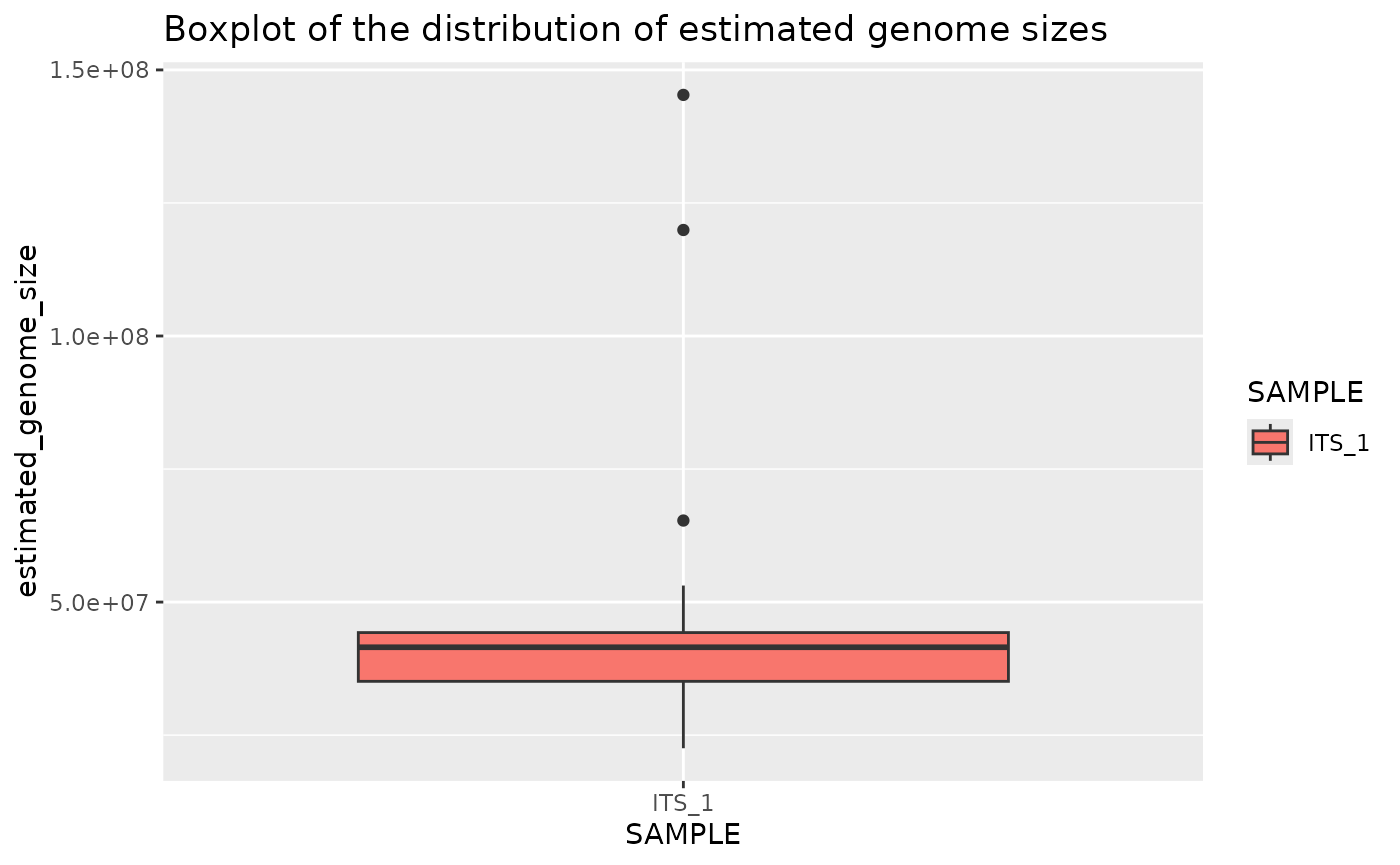 Boxplot of the distribution of estimated genome sizes
1.5e+08
1.0e+08
5.0e+07
estimated_genome_size
ITS_1
SAMPLE
SAMPLE
ITS_1